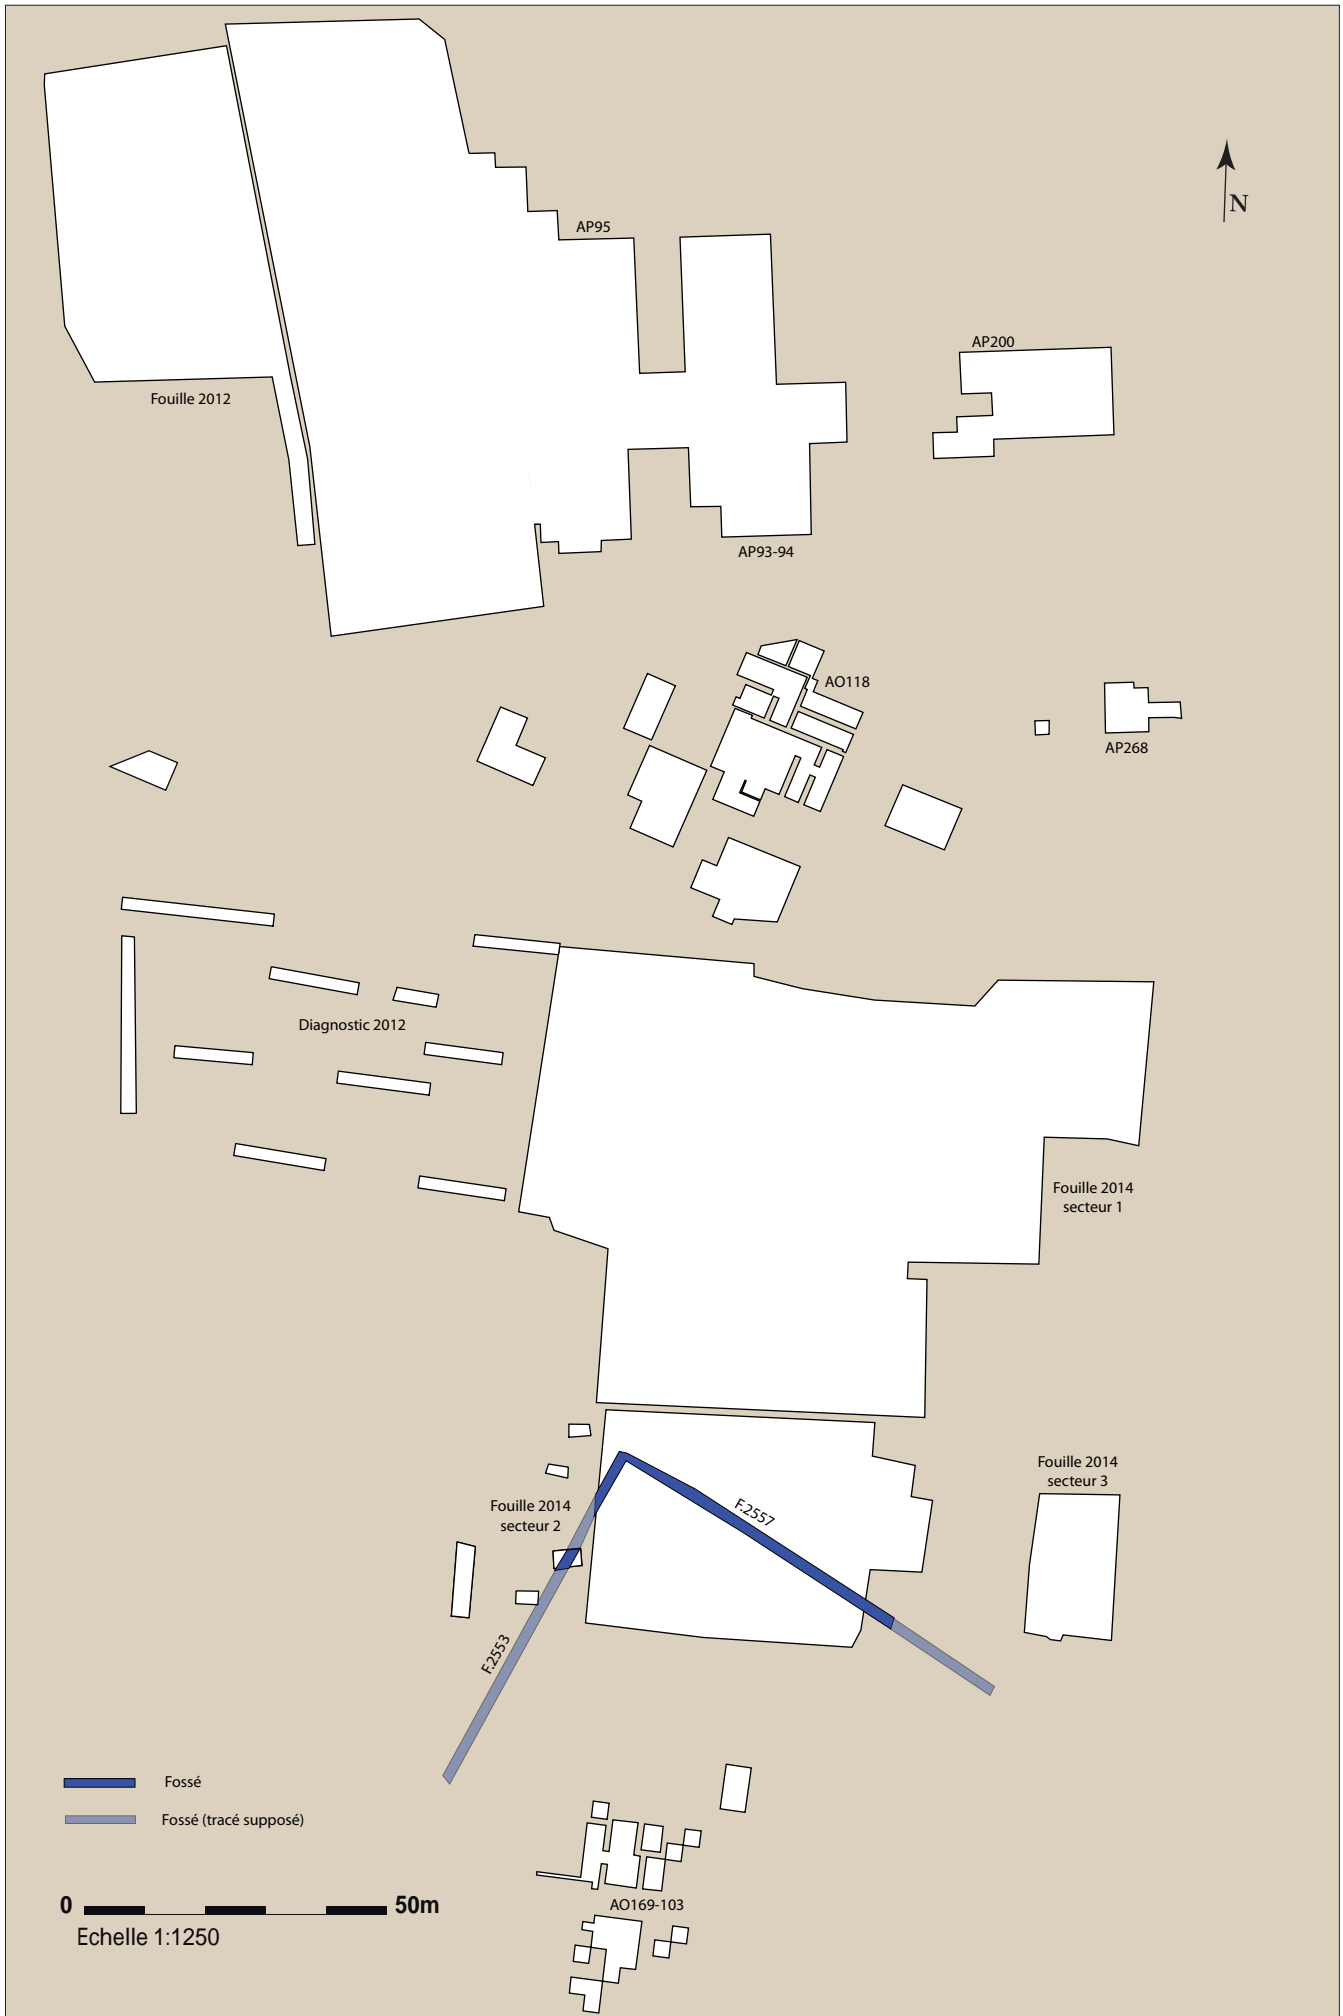 N
AP95
AP200
Fouille 2012
AP93-94
AO118
AP268
Diagnostic 2012
Fouille 2014
secteur 1
Fouille 2014
secteur 3
Fouille 2014
secteur 2
F.2557
F.2553
Fossé
Fossé (tracé supposé)
AO169-103
0 50m
Echelle 1:1250